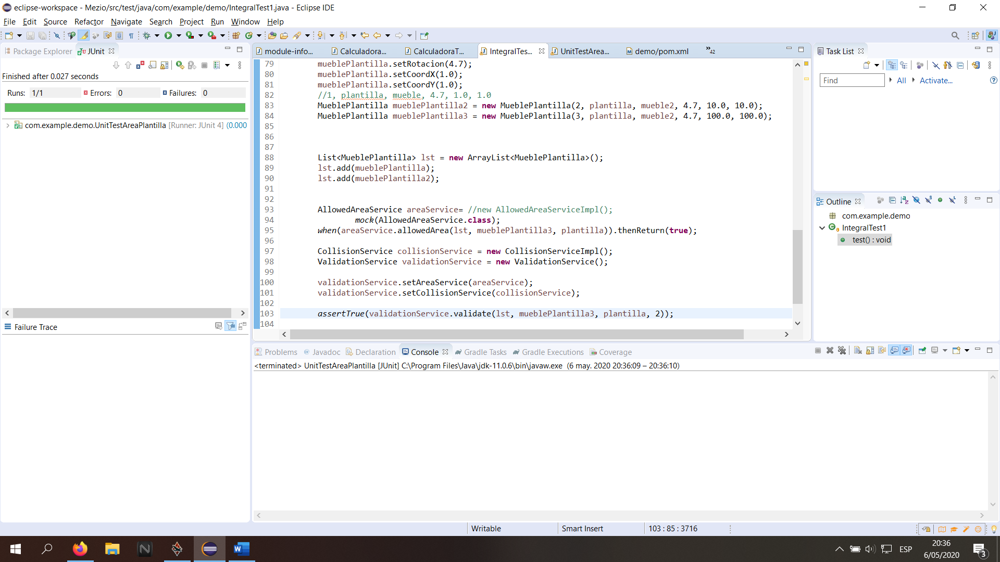 eclipse-workspace - Mezio/src/test/java/com/example/demo/IntegralTest1.java - Eclipse IDE
File Edit Source Refactor Navigate Search Project Run Window Help
Package Explorer JUnit
Finished after 0.027 seconds
Runs: 1/1 Errors: 0 Failures: 0
com.example.demo.UnitTestAreaPlantilla [Runner: JUnit 4] (0.000
Failure Trace
module-info... Calculadora... CalculadoraT... IntegralTes... UnitTestArea... demo/pom.xml »42
79 mueblePlantilla.setRotacion(4.7);
80 mueblePlantilla.setCoordX(1.0);
81 mueblePlantilla.setCoordY(1.0);
82 //1, plantilla, mueble, 4.7, 1.0, 1.0
83 MueblePlantilla mueblePlantilla2 = new MueblePlantilla(2, plantilla, mueble2, 4.7, 10.0, 10.0);
84 MueblePlantilla mueblePlantilla3 = new MueblePlantilla(3, plantilla, mueble2, 4.7, 100.0, 100.0);
85
86
87
88 List<MueblePlantilla> lst = new ArrayList<MueblePlantilla>();
89 lst.add(mueblePlantilla);
90 lst.add(mueblePlantilla2);
91
92
93 AllowedAreaService areaService= //new AllowedAreaServiceImpl();
94 mock(AllowedAreaService.class);
95 when(areaService.allowedArea(lst, mueblePlantilla3, plantilla)).thenReturn(true);
96
97 CollisionService collisionService = new CollisionServiceImpl();
98 ValidationService validationService = new ValidationService();
99
100 validationService.setAreaService(areaService);
101 validationService.setCollisionService(collisionService);
102
103 assertTrue(validationService.validate(lst, mueblePlantilla3, plantilla, 2));
104
Task List
Find All Activate...
Outline
com.example.demo
IntegralTest1
test() : void
Problems Javadoc Declaration Console Gradle Tasks Gradle Executions Coverage
<terminated> UnitTestAreaPlantilla [JUnit] C:\Program Files\Java\jdk-11.0.6\bin\javaw.exe (6 may. 2020 20:36:09 – 20:36:10)
Writable Smart Insert 103 : 85 : 3716
ESP
20:36
6/05/2020
3